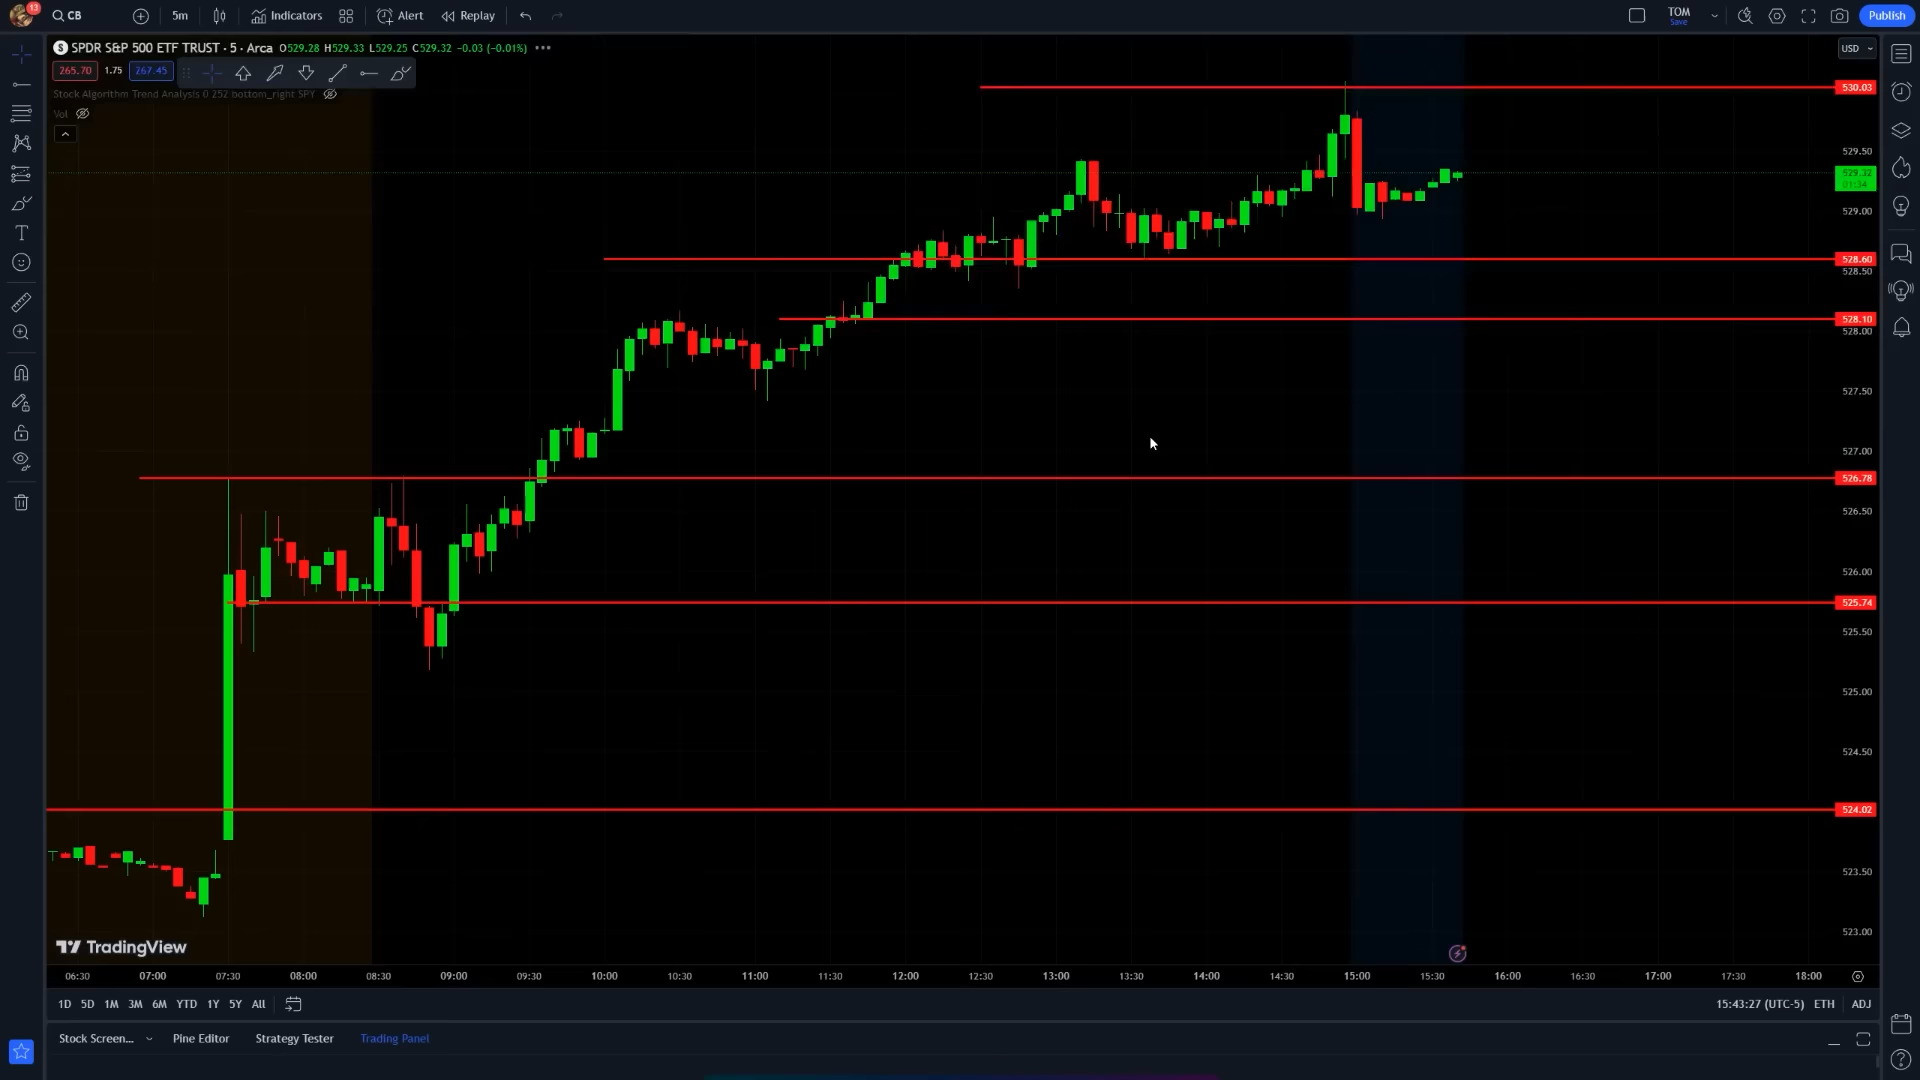 13
CB
5m
Indicators
Alert
Replay
TOM
Save
Publish
SPDR S&P 500 ETF TRUST · 5 · Arca O529.28 H529.33 L529.25 C529.32 -0.03 (-0.01%)
USD
265.70 1.75 267.45
Stock Algorithm Trend Analysis 0.252 bottom_right SPY
Vol
530.03
529.50
529.32
01:34
529.00
528.60
528.50
528.10
528.00
527.50
527.00
526.78
526.50
526.00
525.74
525.50
525.00
524.50
524.02
523.50
523.00
TradingView
06:30 07:00 07:30 08:00 08:30 09:00 09:30 10:00 10:30 11:00 11:30 12:00 12:30 13:00 13:30 14:00 14:30 15:00 15:30 16:00 16:30 17:00 17:30 18:00
1D 5D 1M 3M 6M YTD 1Y 5Y All
15:43:27 (UTC-5) ETH ADJ
Stock Screen... Pine Editor Strategy Tester Trading Panel